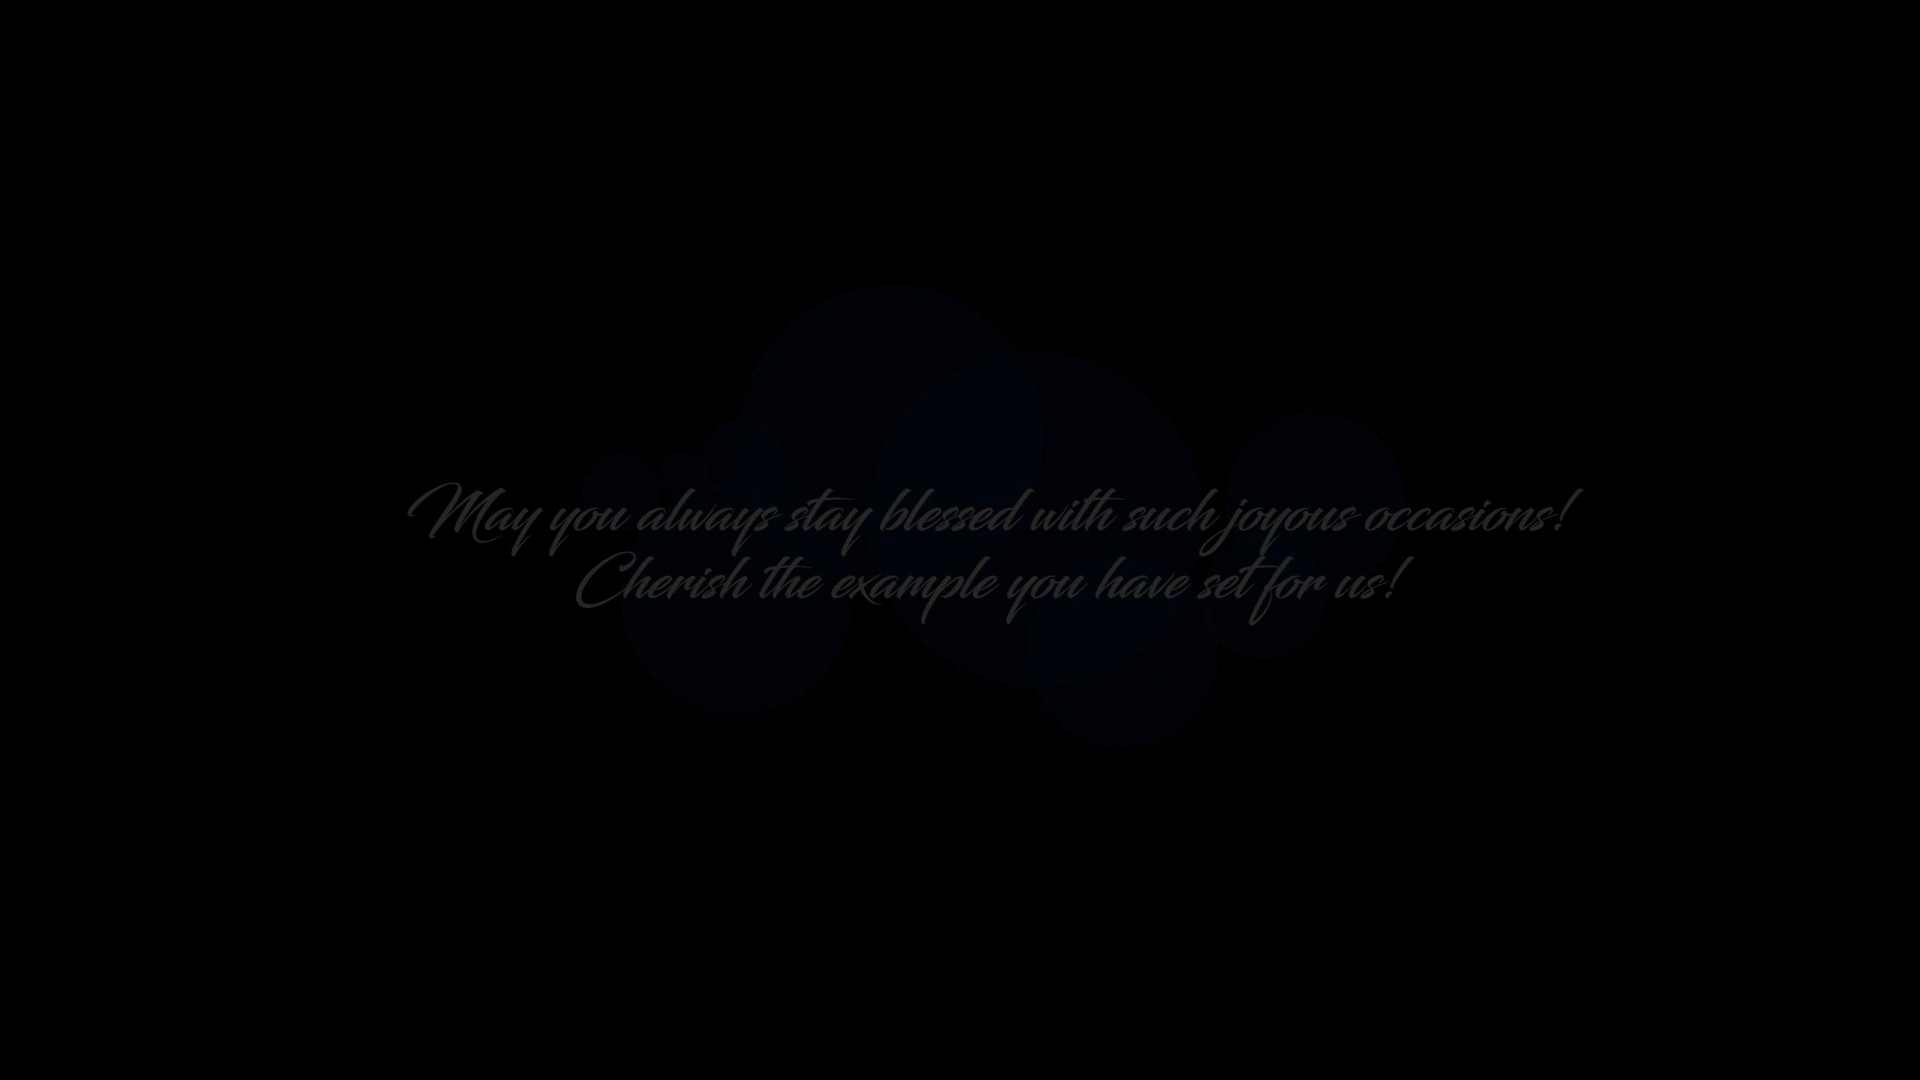 May you always stay blessed with such joyous occasions!
Cherish the example you have set for us!